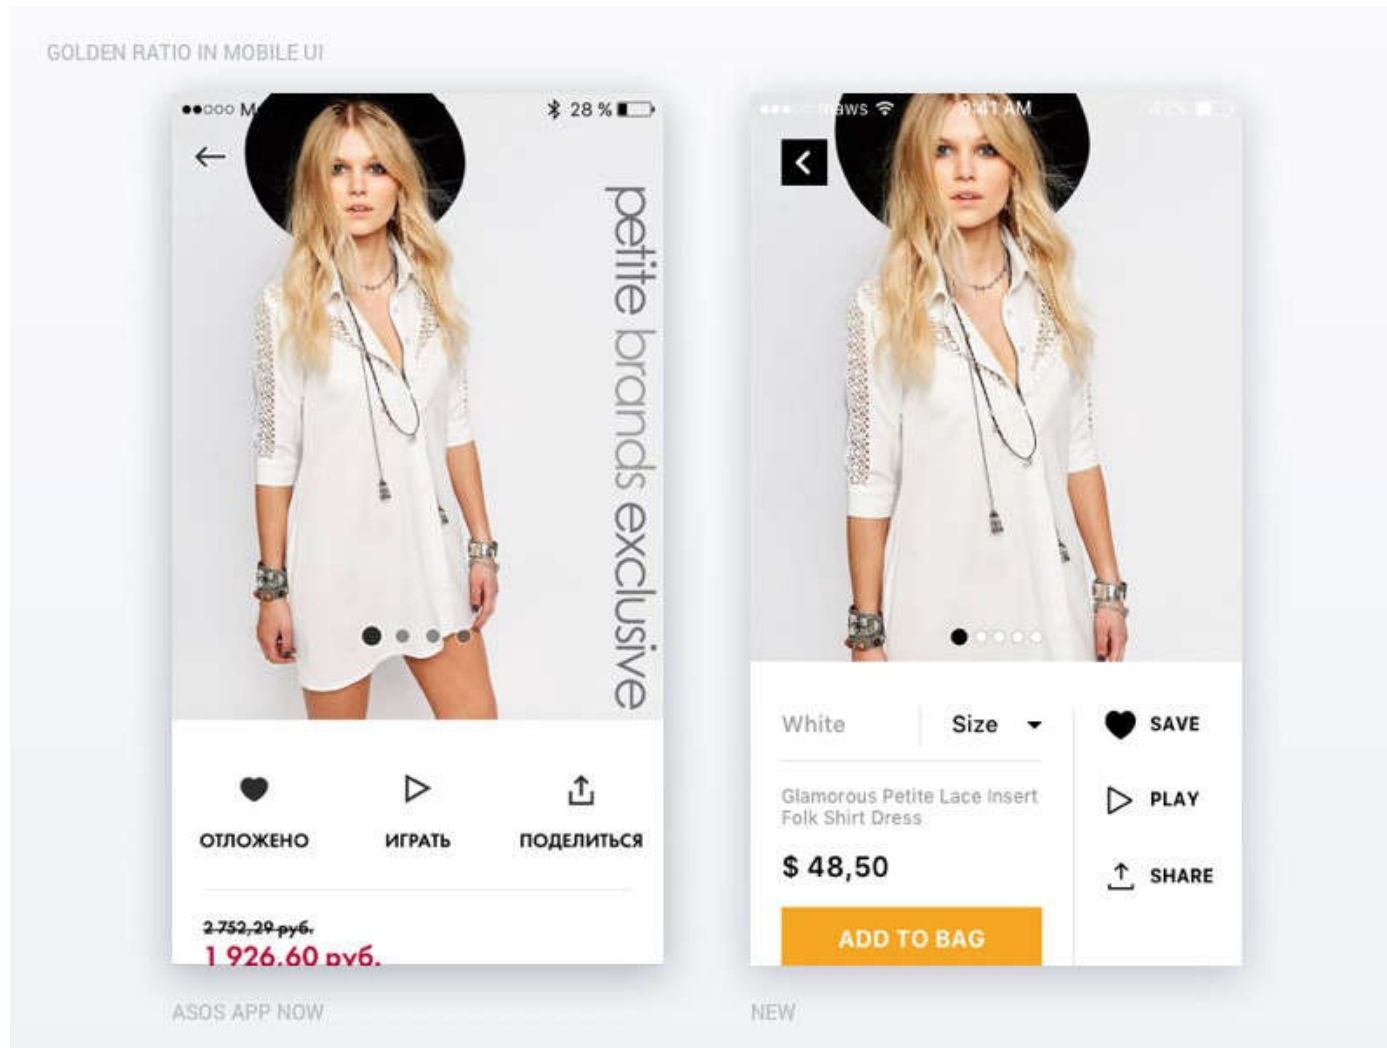 GOLDEN RATIO IN MOBILE UI
28 %
petite brands exclusive
ОТЛОЖЕНО
ИГРАТЬ
ПОДЕЛИТЬСЯ
2 752,29 руб.
1 926,60 руб.
ASOS APP NOW
maws
9:41 AM
42%
White
Size
SAVE
Glamorous Petite Lace Insert
Folk Shirt Dress
PLAY
$ 48,50
SHARE
ADD TO BAG
NEW